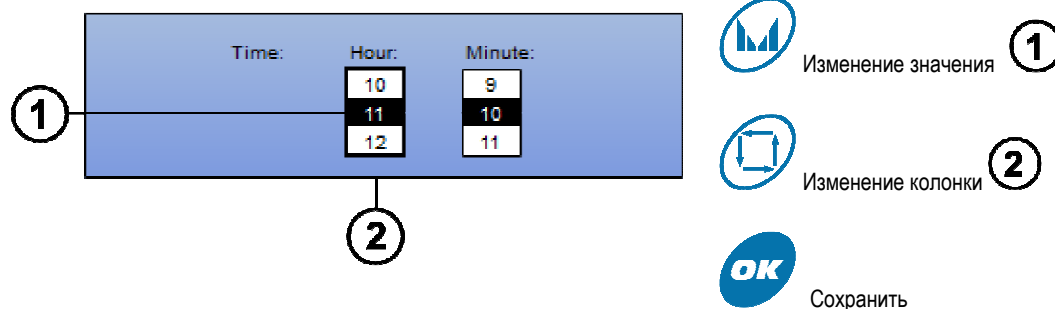 Time: Hour: Minute:
10 9
1 11 10
12 11
2
Изменение значения 1
Изменение колонки 2
OK
Сохранить